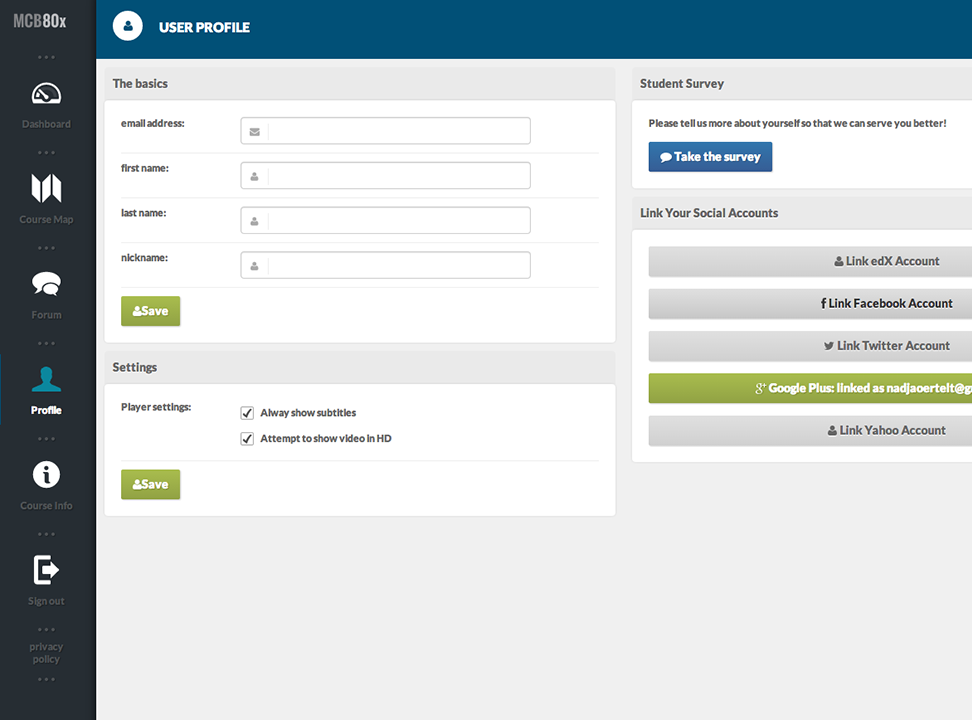 MCB80x
Dashboard
Course Map
Forum
Profile
Course Info
Sign out
privacy
policy
USER PROFILE
The basics
email address:
first name:
last name:
nickname:
Save
Settings
Player settings:
Alway show subtitles
Attempt to show video in HD
Save
Student Survey
Please tell us more about yourself so that we can serve you better!
Take the survey
Link Your Social Accounts
Link edX Account
f Link Facebook Account
Link Twitter Account
g+ Google Plus: linked as nadjaoertelt@g
Link Yahoo Account